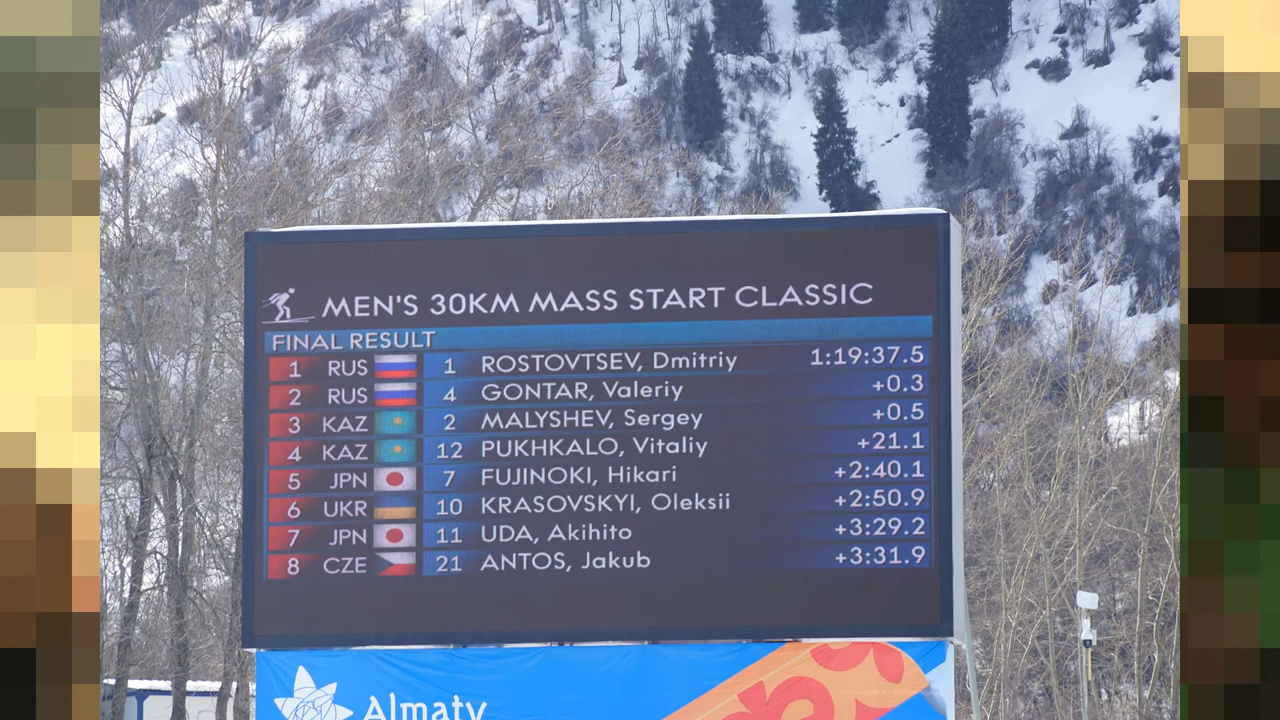 MEN'S 30KM MASS START CLASSIC
FINAL RESULT
1 RUS 1 ROSTOVTSEV, Dmitriy 1:19:37.5
2 RUS 4 GONTAR, Valeriy +0.3
3 KAZ 2 MALYSHEV, Sergey +0.5
4 KAZ 12 PUKHKALO, Vitaliy +21.1
5 JPN 7 FUJINOKI, Hikari +2:40.1
6 UKR 10 KRASOVSKYI, Oleksii +2:50.9
7 JPN 11 UDA, Akihito +3:29.2
8 CZE 21 ANTOS, Jakub +3:31.9
Almaty